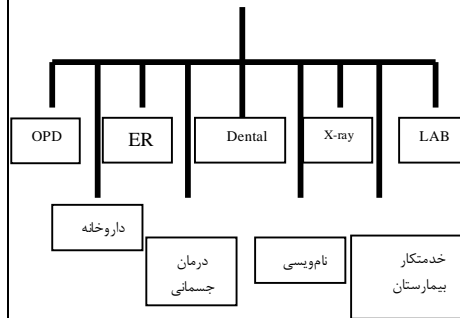 OPD
ER
Dental
X-ray
LAB
داروخانه
درمان
جسمانی
نام‌ویسی
خدمتکار
بیمارستان